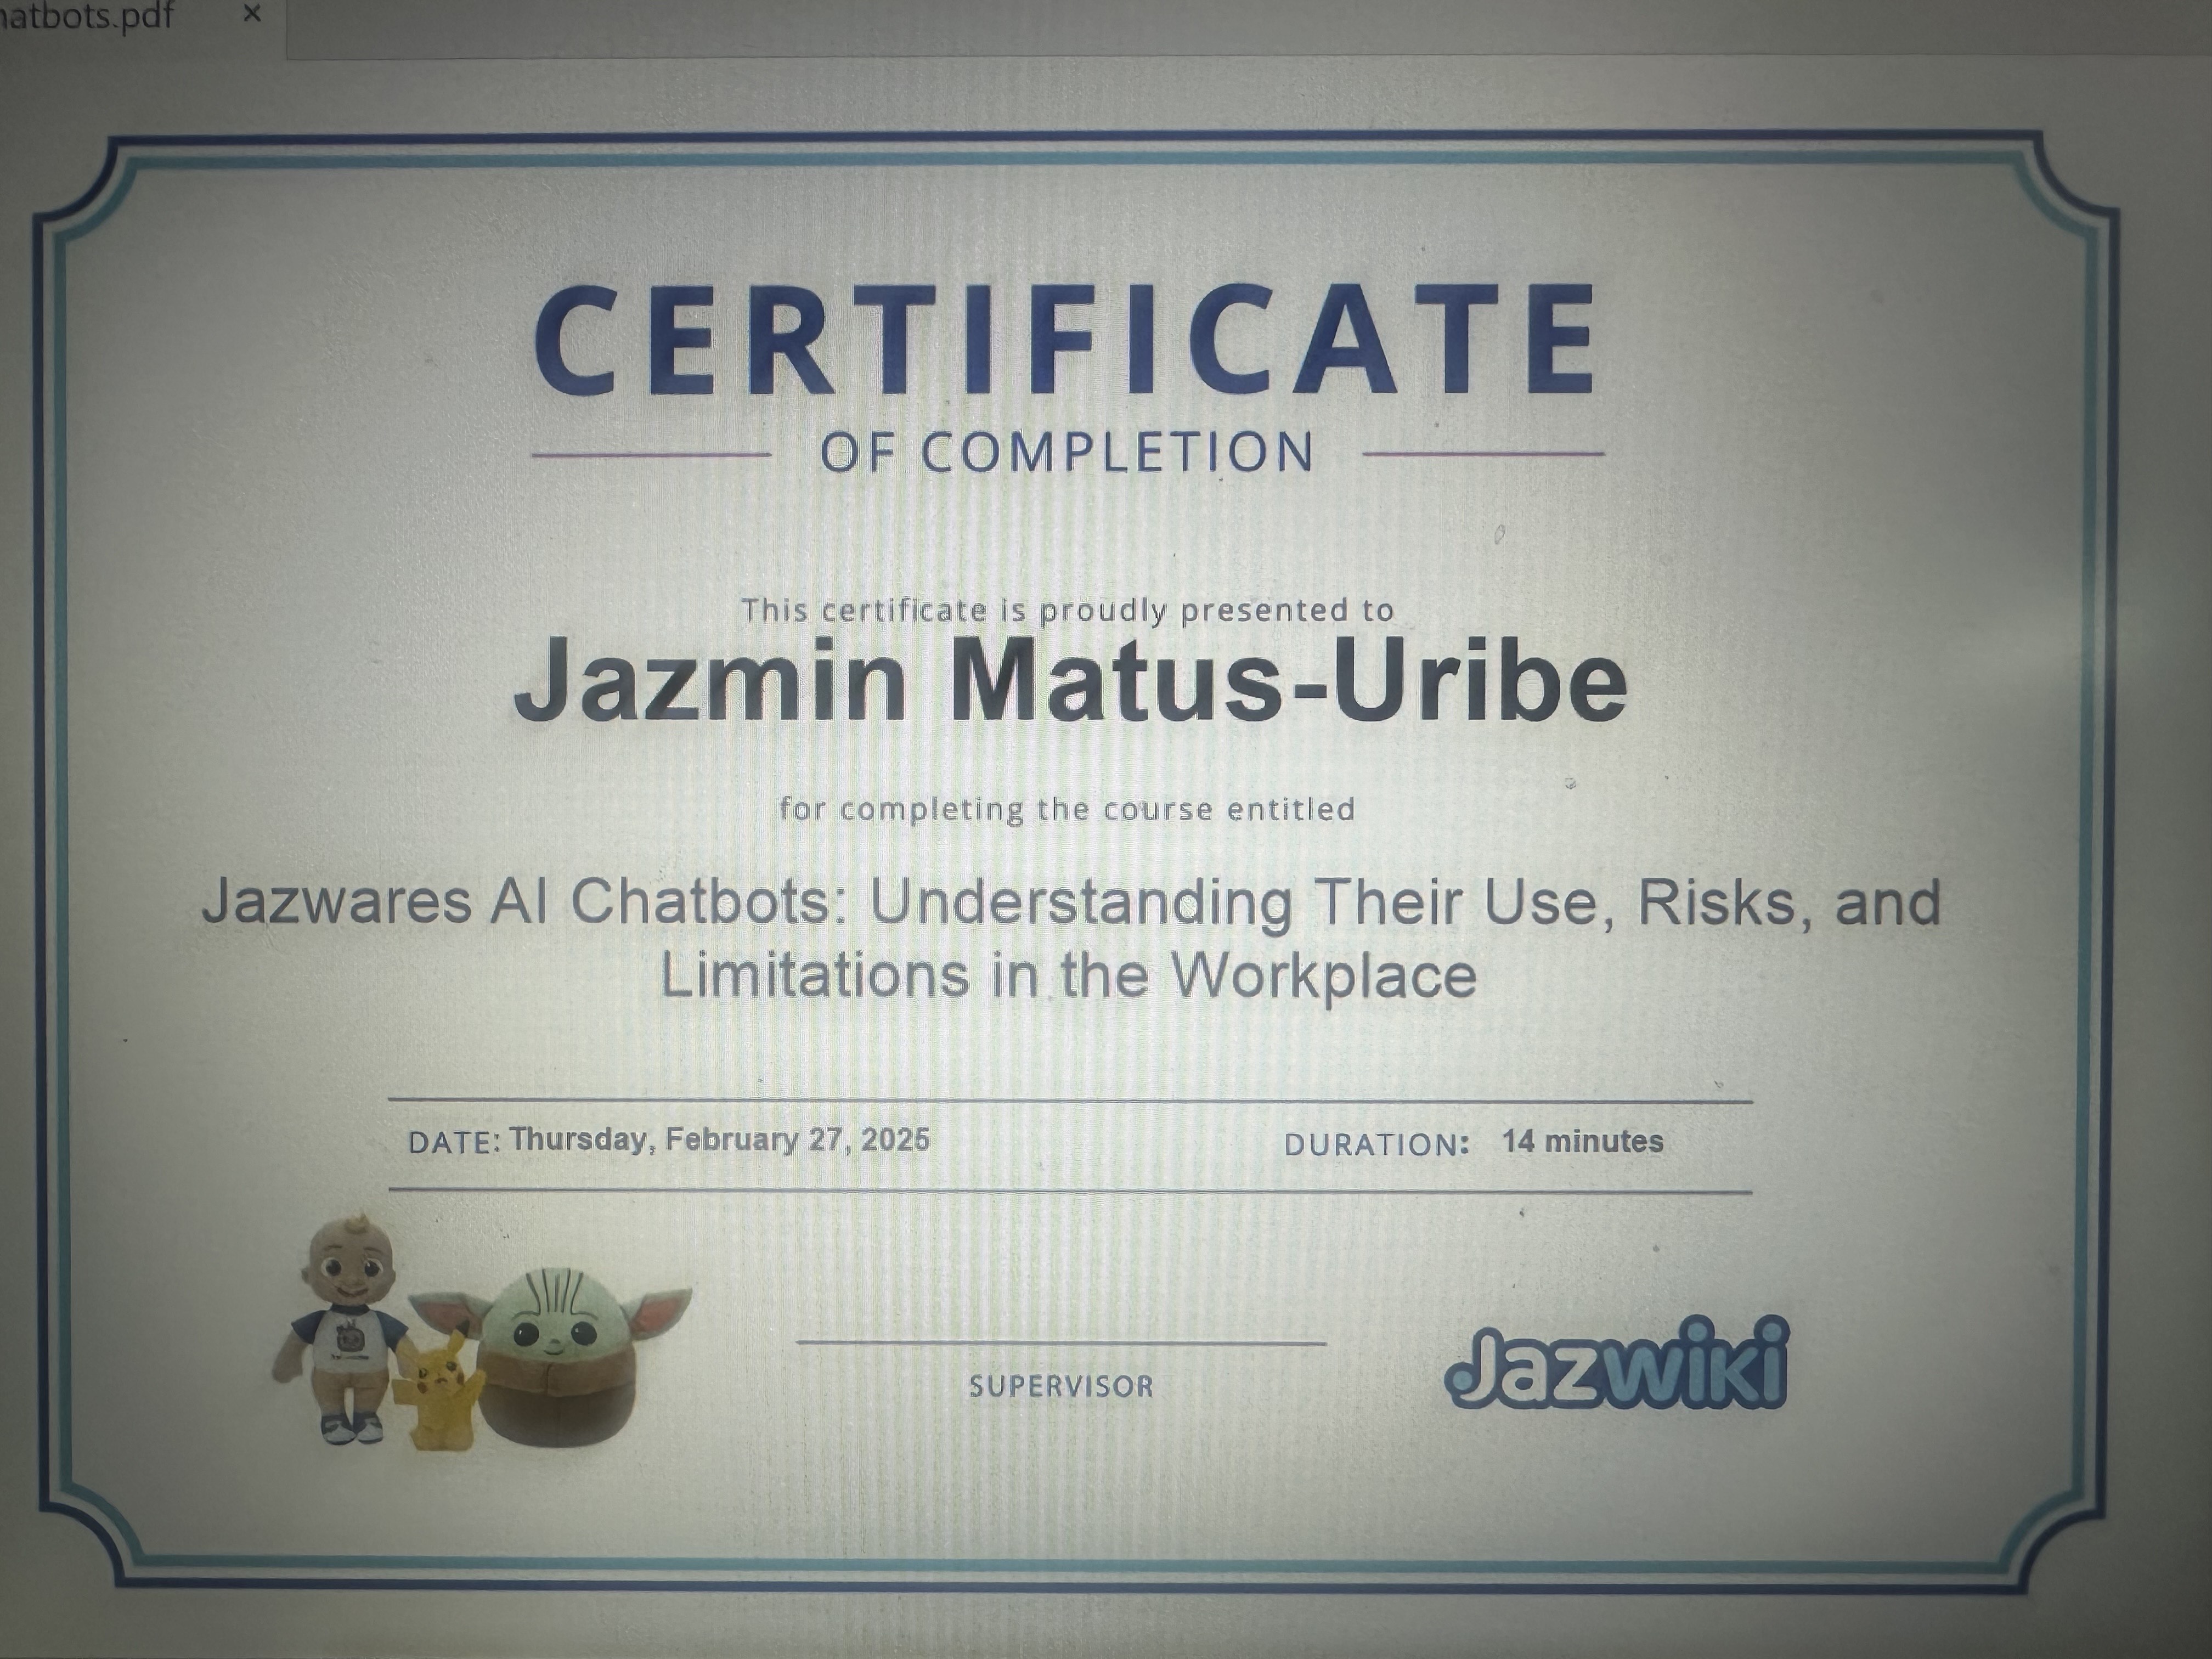 hatbots.pdf ×
CERTIFICATE
OF COMPLETION
This certificate is proudly presented to
Jazmin Matus-Uribe
for completing the course entitled
Jazwares AI Chatbots: Understanding Their Use, Risks, and
Limitations in the Workplace
DATE: Thursday, February 27, 2025 DURATION: 14 minutes
SUPERVISOR
Jazwiki